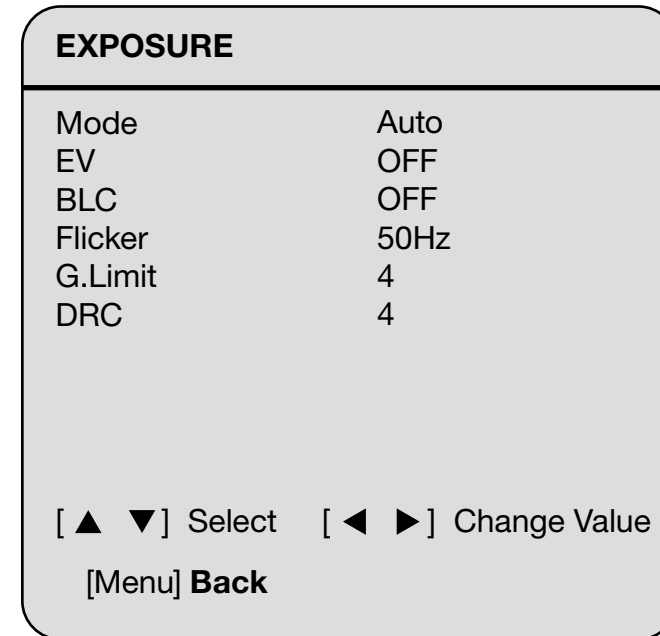 EXPOSURE
Mode Auto
EV OFF
BLC OFF
Flicker 50Hz
G.Limit 4
DRC 4
[ ▲ ▼ ] Select [ ◀ ▶ ] Change Value
[Menu] Back